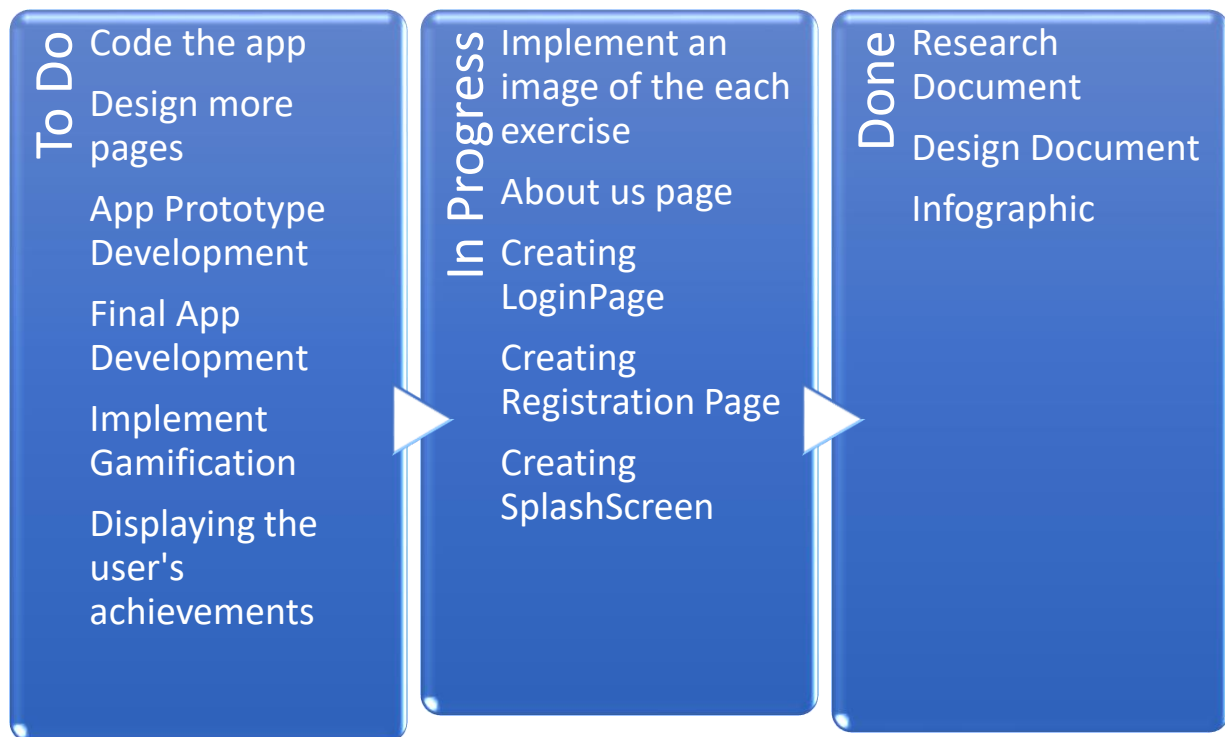 To Do
Code the app
Design more
pages
App Prototype
Development
Final App
Development
Implement
Gamification
Displaying the
user's
achievements
In Progress
Implement an
image of the each
exercise
About us page
Creating
LoginPage
Creating
Registration Page
Creating
SplashScreen
Done
Research
Document
Design Document
Infographic